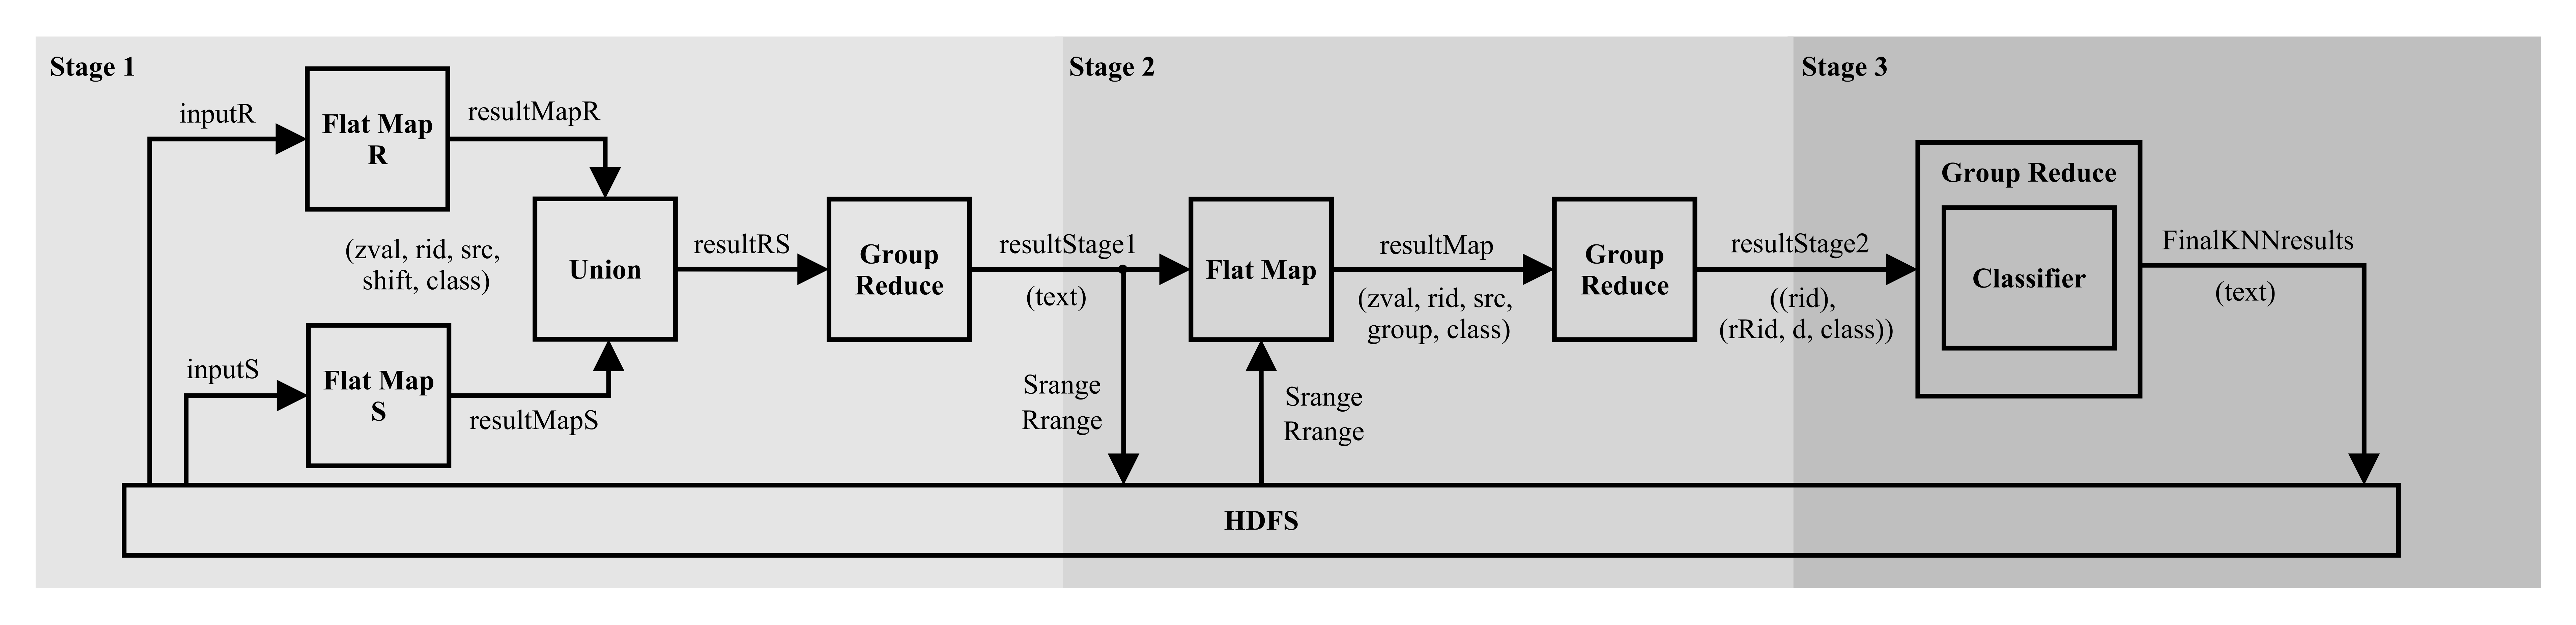 Stage 1
Stage 2
Stage 3
inputR
Flat Map
R
resultMapR
(zval, rid, src,
shift, class)
inputS
Flat Map
S
resultMapS
Union
resultRS
Group
Reduce
resultStage1
(text)
Srange
Rrange
Flat Map
Srange
Rrange
resultMap
(zval, rid, src,
group, class)
Group
Reduce
resultStage2
((rid),
(rRid, d, class))
Group Reduce
Classifier
FinalKNNresults
(text)
HDFS